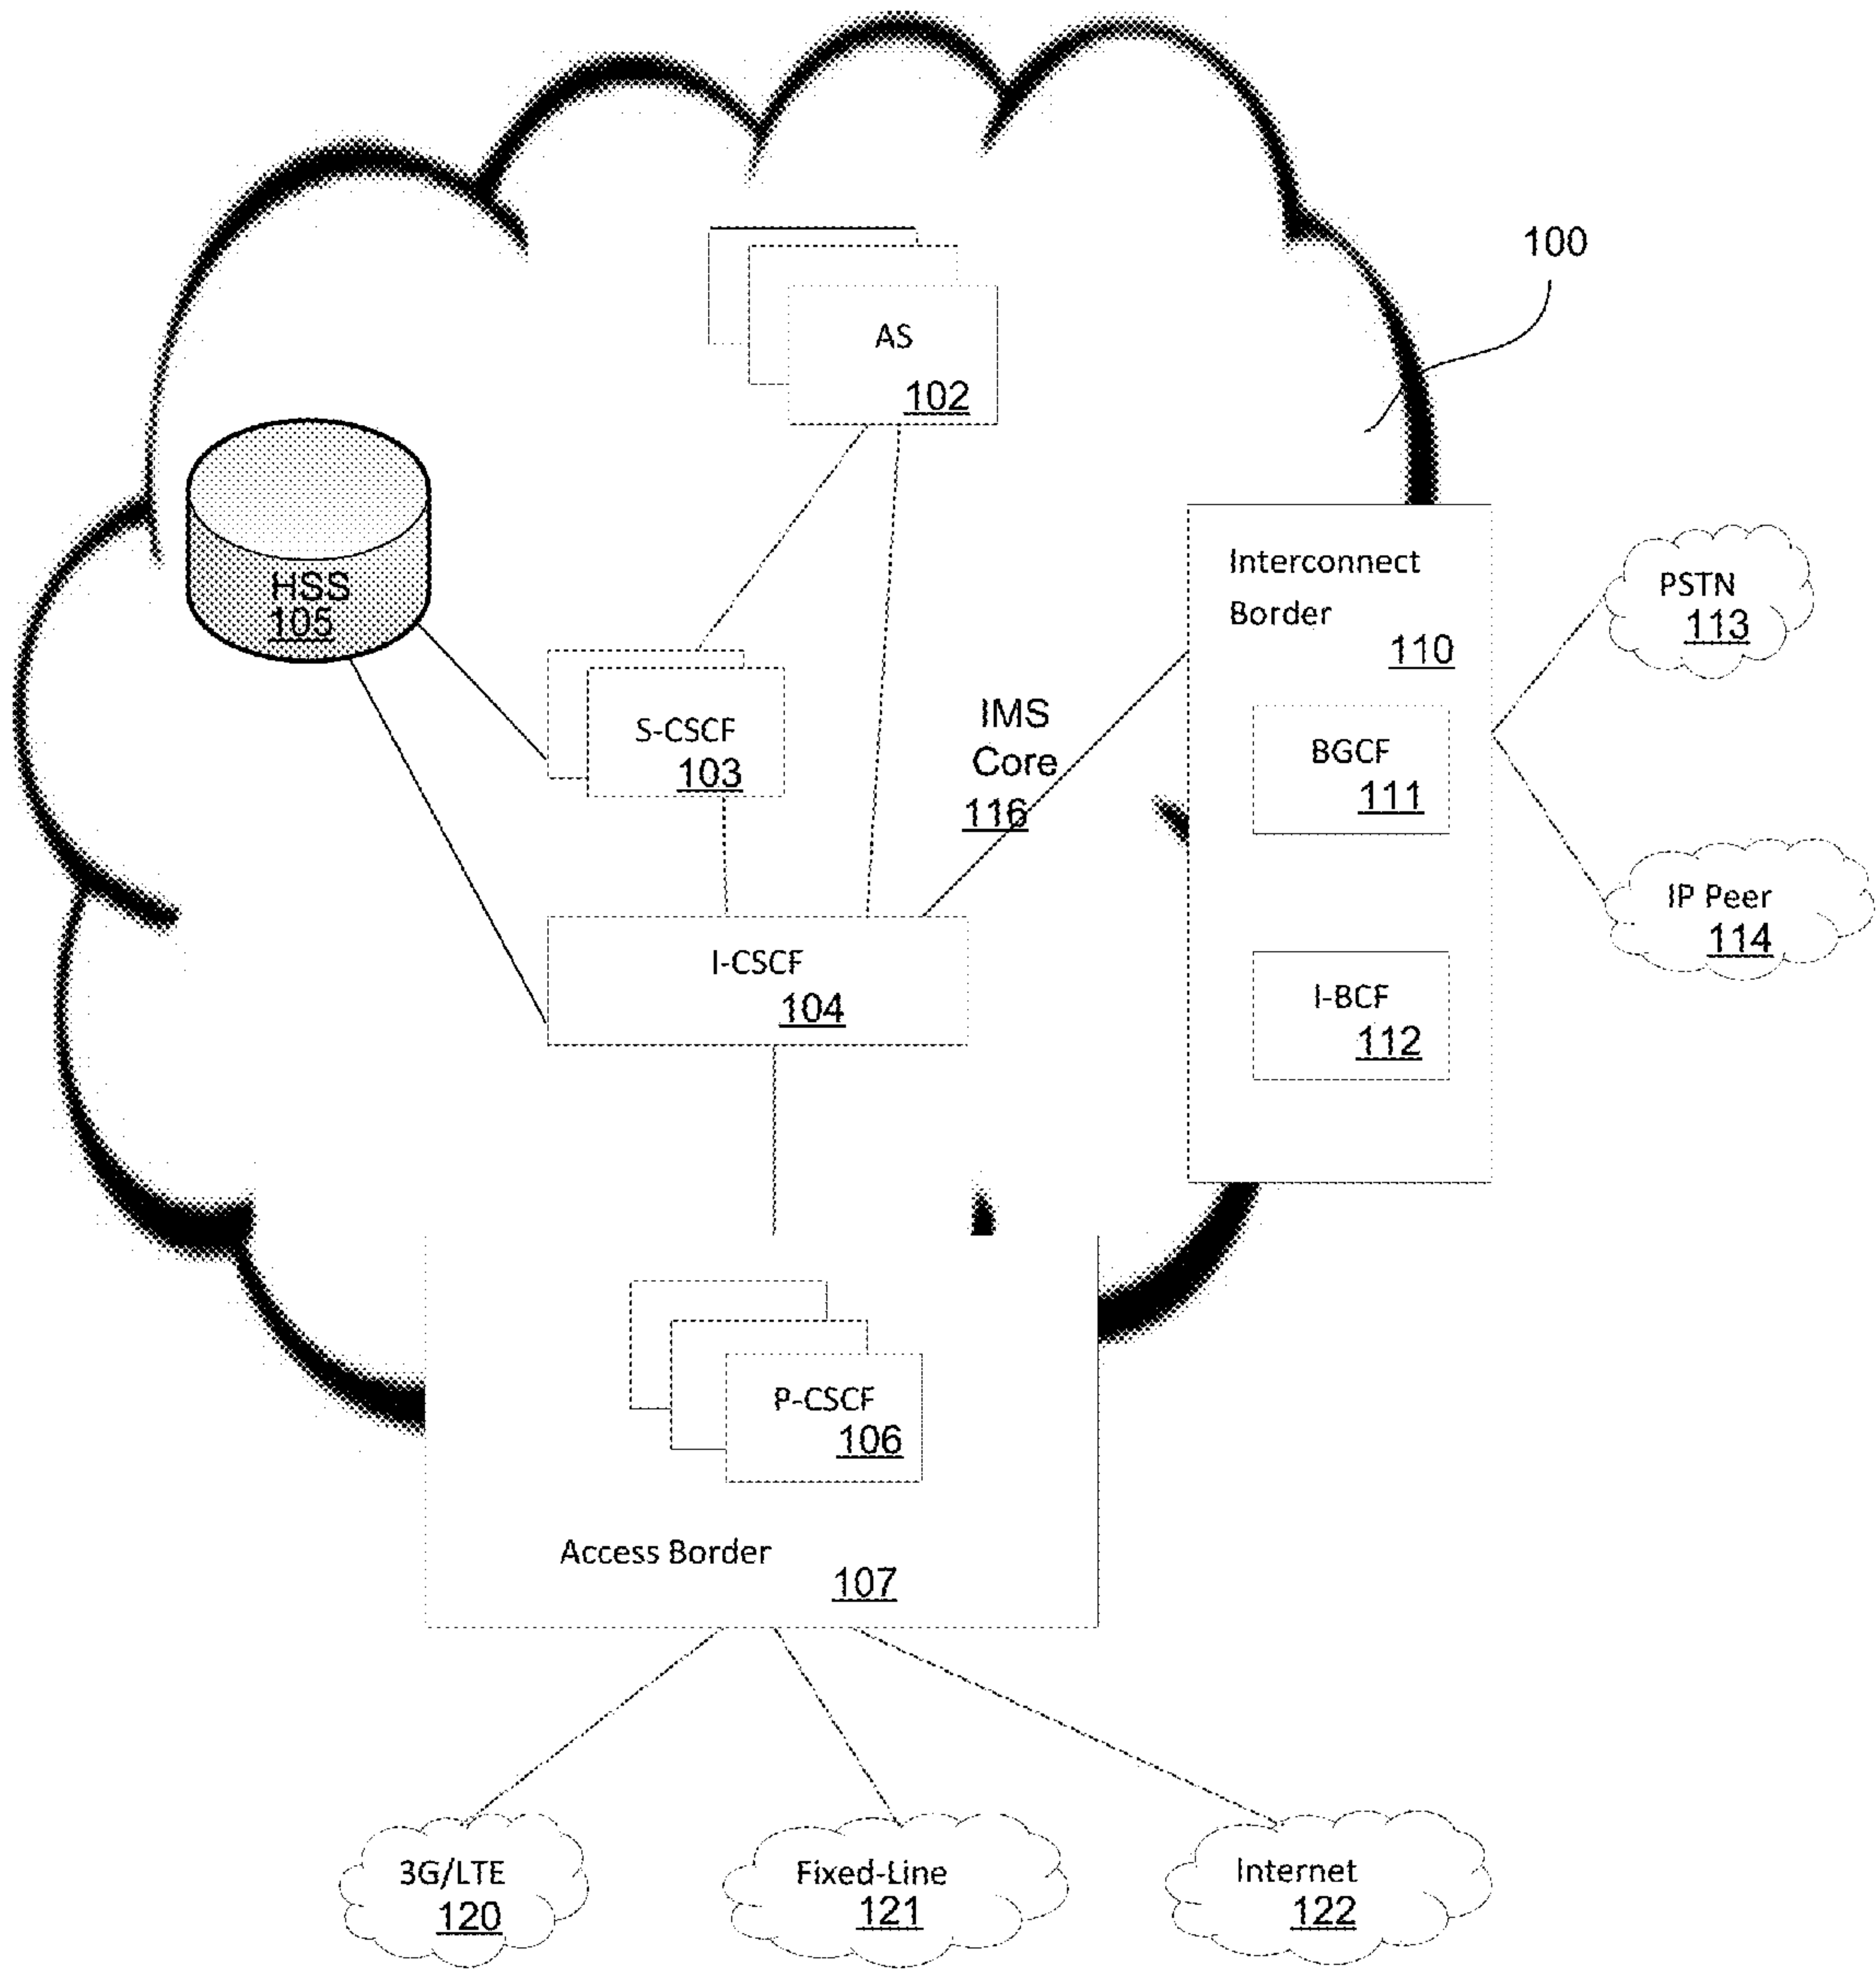 100
AS
102
HSS
105
Interconnect
Border
110
PSTN
113
S-CSCF
103
IMS
Core
116
BGCF
111
IP Peer
114
I-CSCF
104
I-BCF
112
P-CSCF
106
Access Border
107
3G/LTE
120
Fixed-Line
121
Internet
122